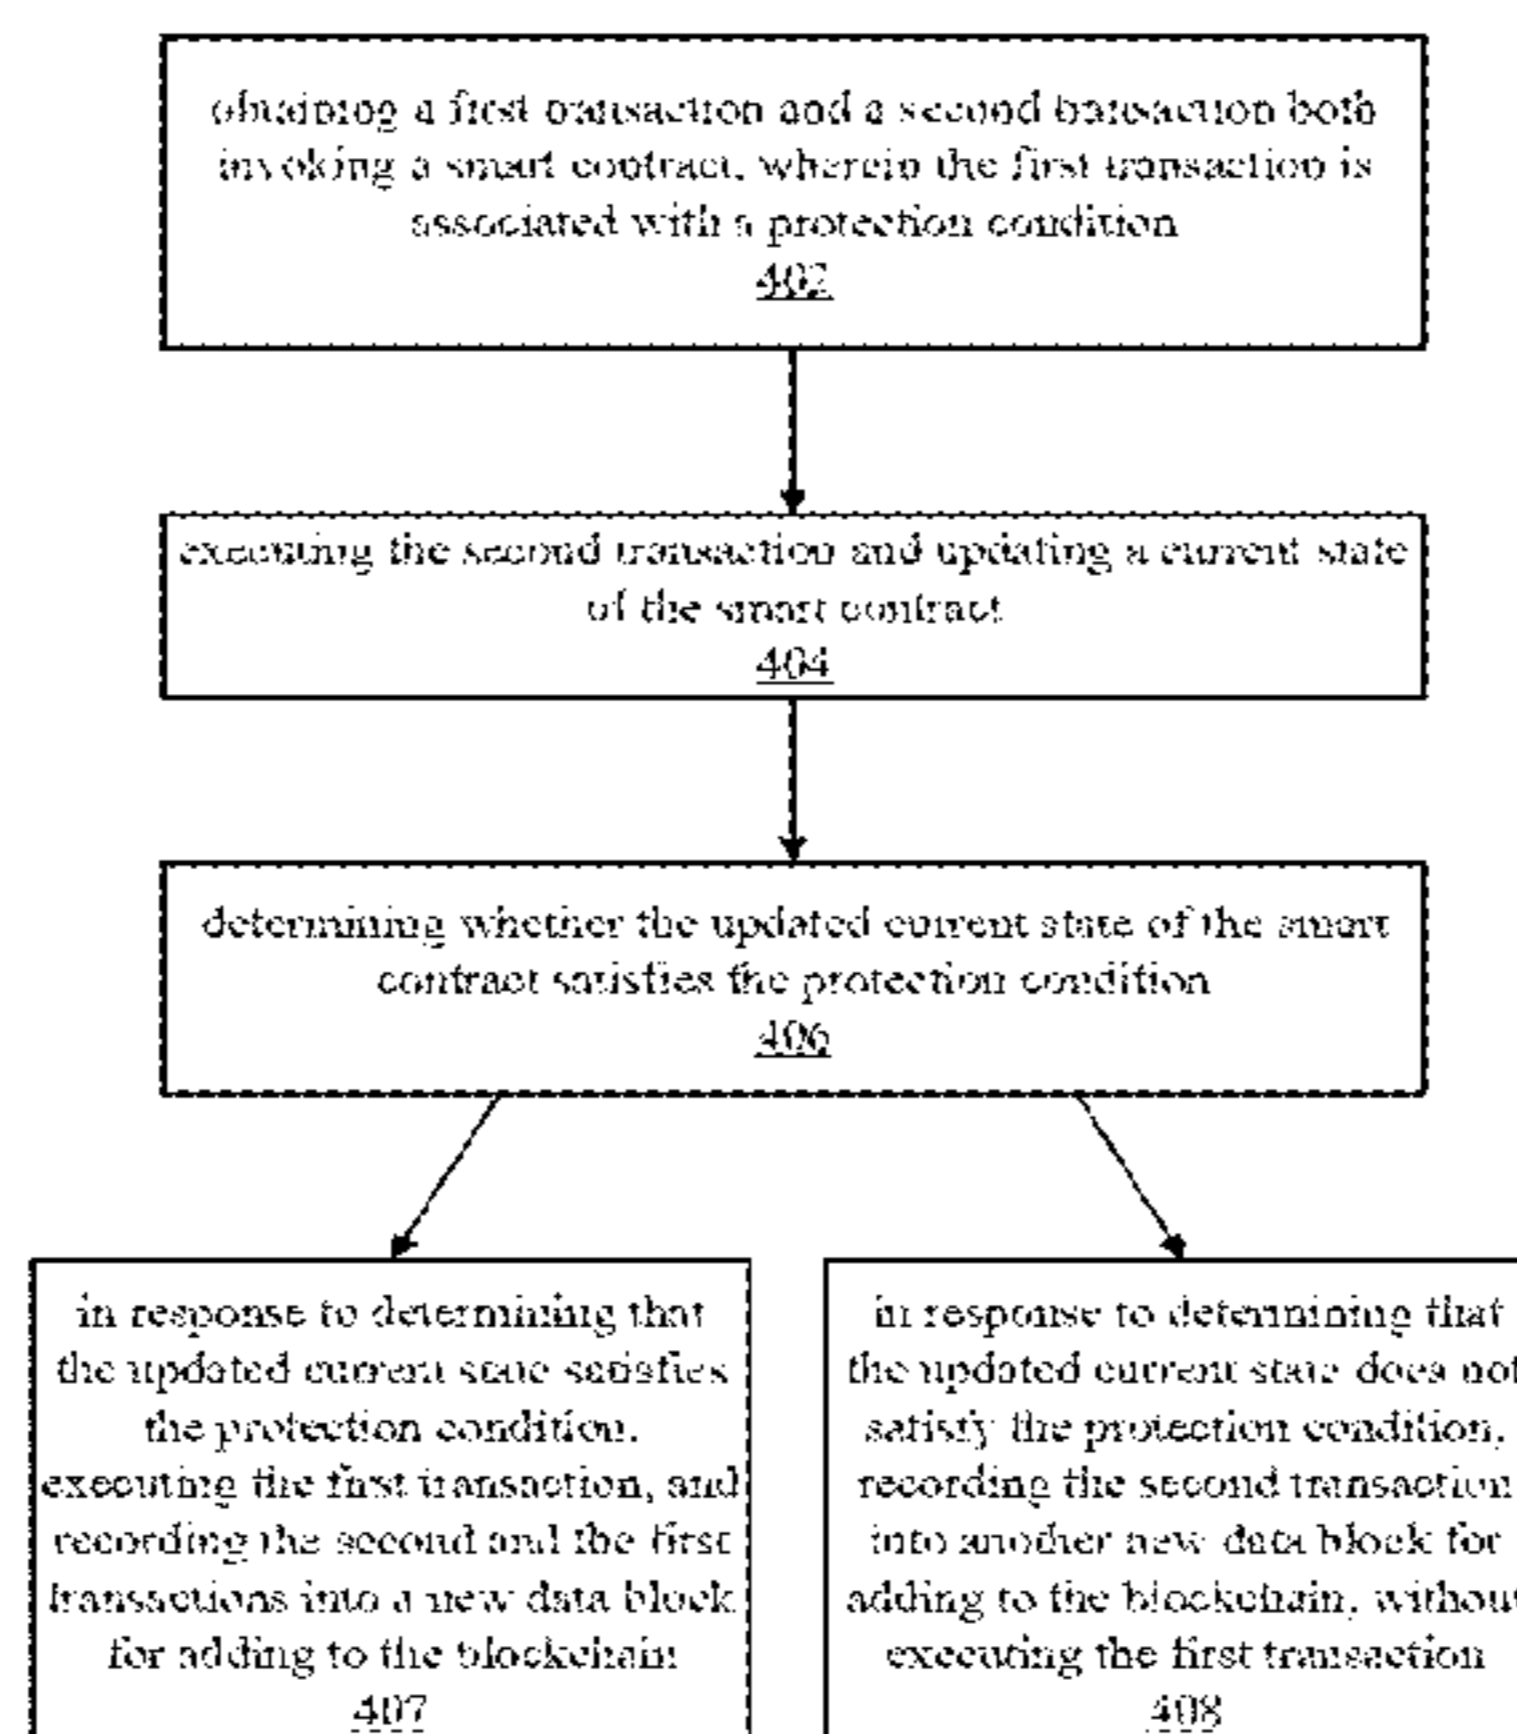 obtaining a first transaction and a second transaction both
invoking a smart contract, wherein the first transaction is
associated with a protection condition
402
executing the second transaction and updating a current state
of the smart contract
404
determining whether the updated current state of the smart
contract satisfies the protection condition
406
in response to determining that
the updated current state satisfies
the protection condition,
executing the first transaction, and
recording the second and the first
transactions into a new data block
for adding to the blockchain
407
in response to determining that
the updated current state does not
satisfy the protection condition,
recording the second transaction
into another new data block for
adding to the blockchain, without
executing the first transaction
408